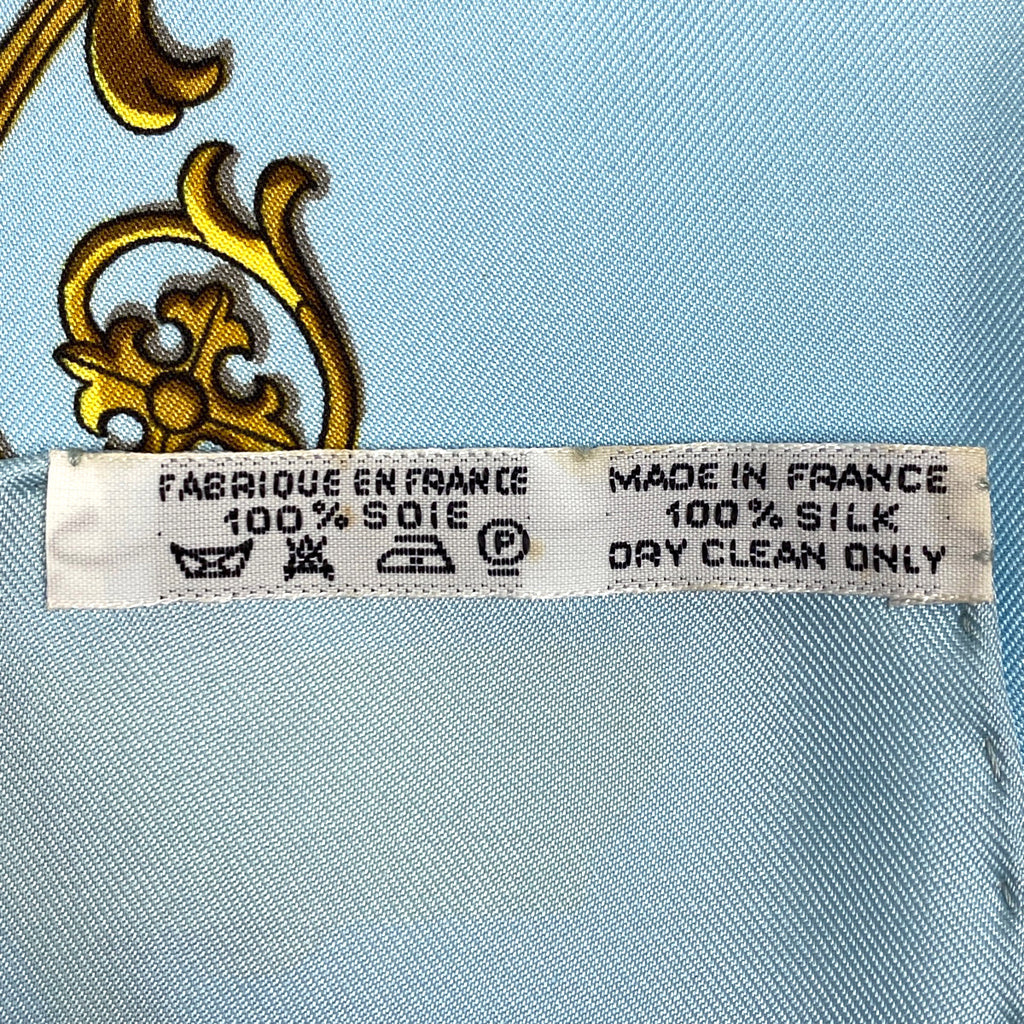 FABRIQUE EN FRANCE
100% SOIE
P
MADE IN FRANCE
100% SILK
DRY CLEAN ONLY